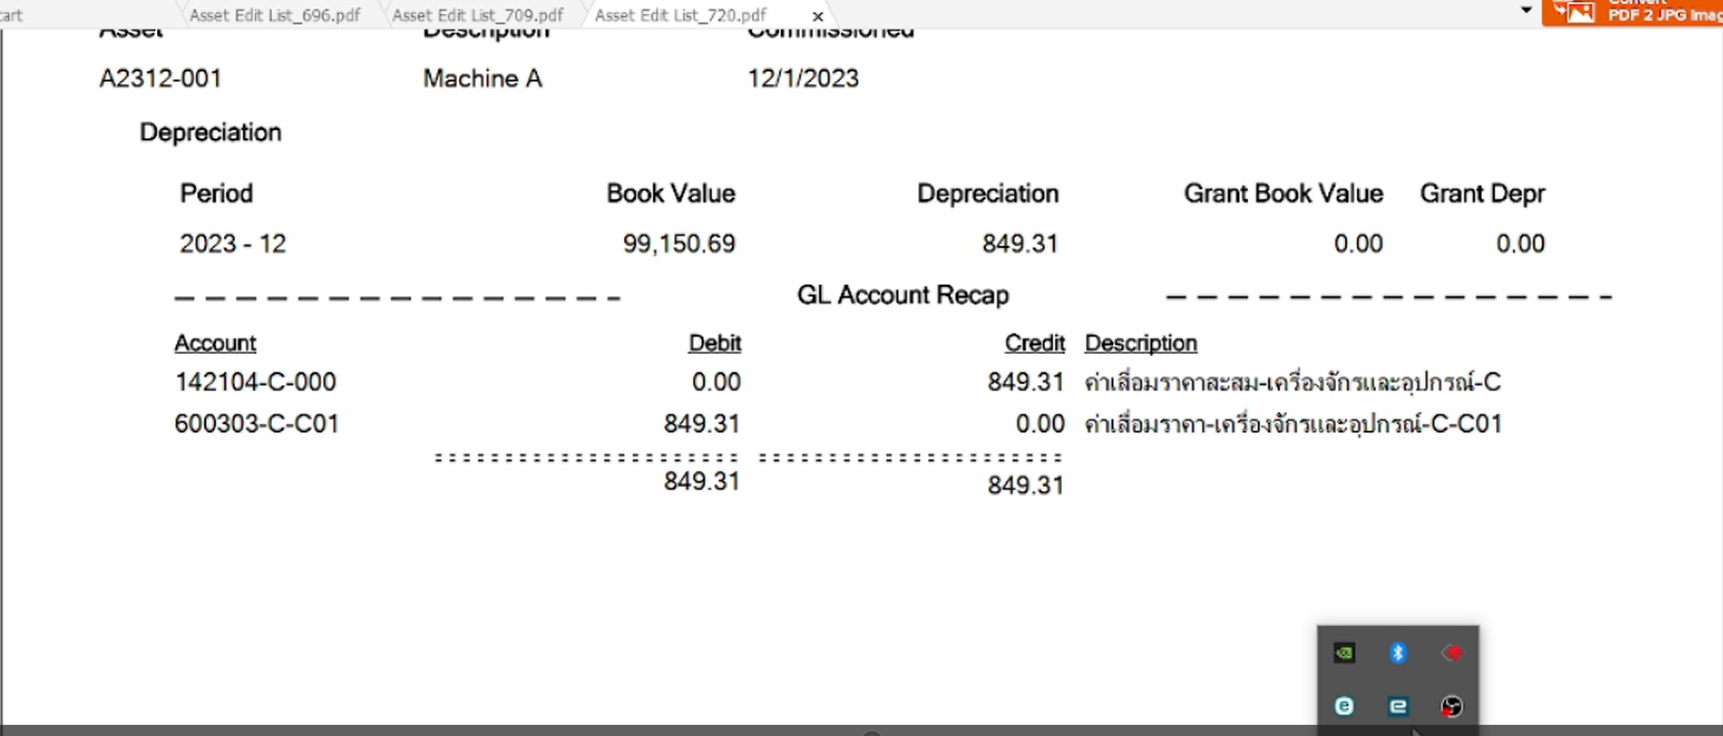 art Asset Edit List_696.pdf Asset Edit List_709.pdf Asset Edit List_720.pdf x
Convert
PDF 2 JPG Imag
Asset Description Commissioned
A2312-001 Machine A 12/1/2023
Depreciation
Period Book Value Depreciation Grant Book Value Grant Depr
2023 - 12 99,150.69 849.31 0.00 0.00
GL Account Recap
Account Debit Credit Description
142104-C-000 0.00 849.31 ค่าเสื่อมราคาสะสม-เครื่องจักรและอุปกรณ์-C
600303-C-C01 849.31 0.00 ค่าเสื่อมราคา-เครื่องจักรและอุปกรณ์-C-C01
849.31 849.31